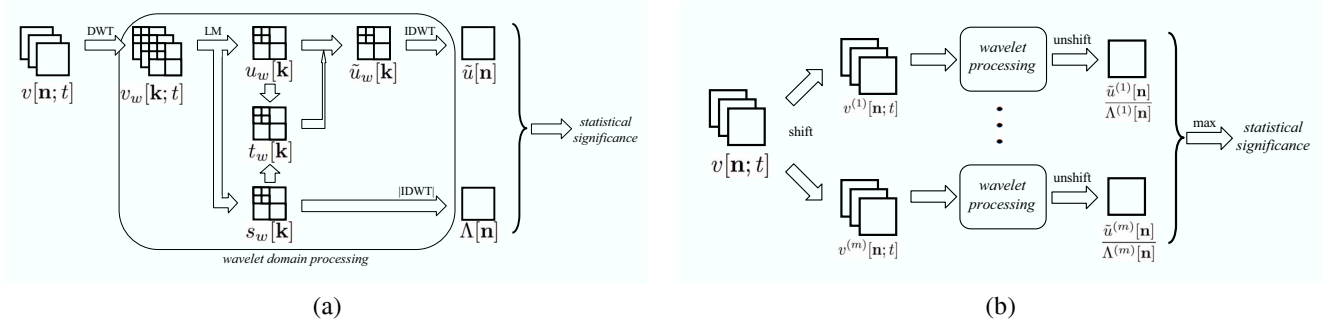 DWT
LM
IDWT
v[n; t]
v_w[k; t]
u_w[k]
ũ_w[k]
ũ[n]
t_w[k]
statistical
significance
|IDWT|
s_w[k]
Λ[n]
wavelet domain processing
(a)
v[n; t]
shift
v^(1)[n; t]
wavelet
processing
unshift
ũ^(1)[n]
Λ^(1)[n]
v^(m)[n; t]
wavelet
processing
unshift
ũ^(m)[n]
Λ^(m)[n]
max
statistical
significance
(b)